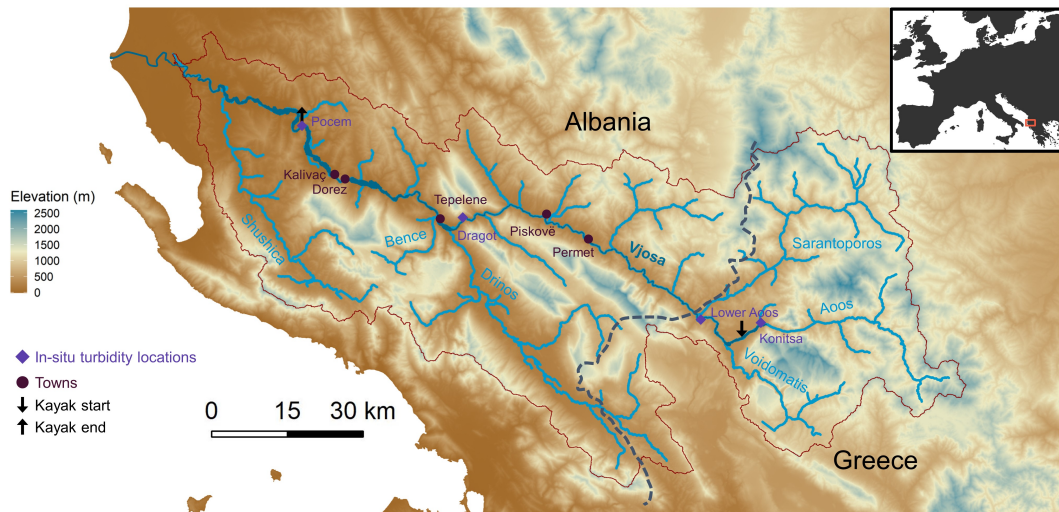 Albania
Pocem
Kalivaç
Dorez
Elevation (m)
2500
2000
1500
1000
500
0
Tepelene
Dragot
Bence
Piskovë
Permet
Vjosa
Sarantoporos
Shushica
Drinos
Lower Aoos
Aoos
Konitsa
Voidomatis
In-situ turbidity locations
Towns
Kayak start
Kayak end
0 15 30 km
Greece